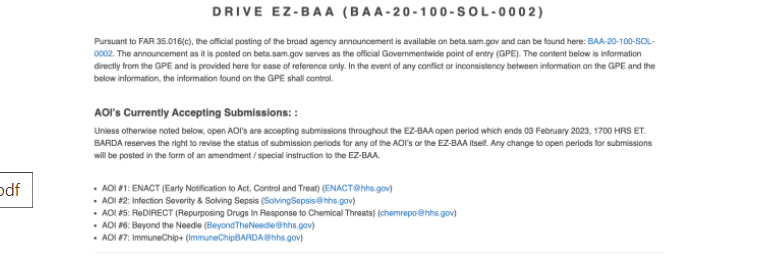 DRIVE EZ-BAA (BAA-20-100-SOL-0002)
Pursuant to FAR 35.016(c), the official posting of the broad agency announcement is available on beta.sam.gov and can be found here: BAA-20-100-SOL-
0002. The announcement as it is posted on beta.sam.gov serves as the official Governmentwide point of entry (GPE). The content below is information
directly from the GPE and is provided here for ease of reference only. In the event of any conflict or inconsistency between information on the GPE and the
below information, the information found on the GPE shall control.
AOI's Currently Accepting Submissions: :
Unless otherwise noted below, open AOI's are accepting submissions throughout the EZ-BAA open period which ends 03 February 2023, 1700 HRS ET.
BARDA reserves the right to revise the status of submission periods for any of the AOI's or the EZ-BAA itself. Any change to open periods for submissions
will be posted in the form of an amendment / special instruction to the EZ-BAA.
odf
• AOI #1: ENACT (Early Notification to Act, Control and Treat) (ENACT@hhs.gov)
• AOI #2: Infection Severity & Solving Sepsis (SolvingSepsis@hhs.gov)
• AOI #5: ReDIRECT (Repurposing Drugs In Response to Chemical Threats) (chemrepo@hhs.gov)
• AOI #6: Beyond the Needle (BeyondTheNeedle@hhs.gov)
• AOI #7: ImmuneChip+ (ImmuneChipBARDA@hhs.gov)